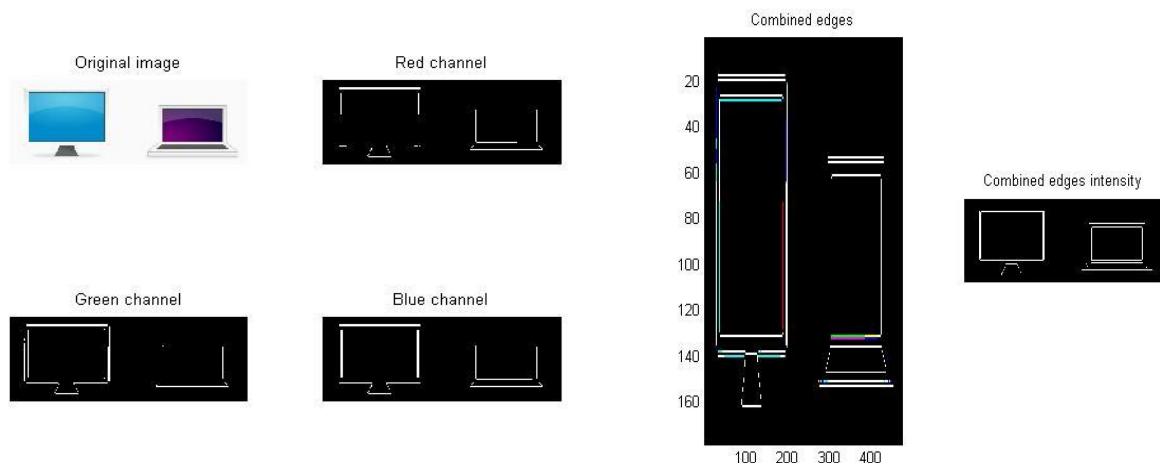 Original image
Red channel
Green channel
Blue channel
Combined edges
20
40
60
80
100
120
140
160
100 200 300 400
Combined edges intensity